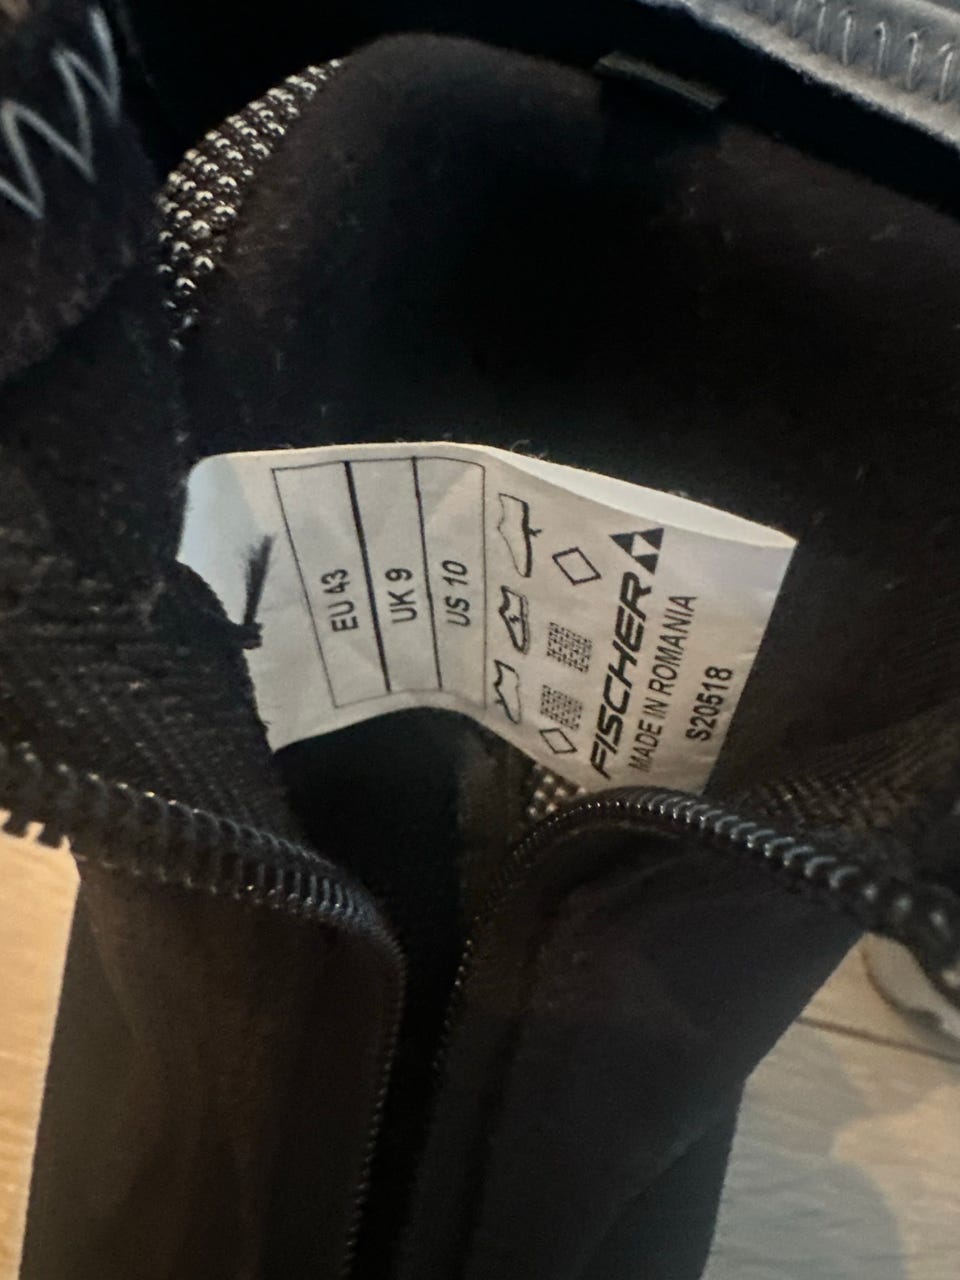 EU 43
UK 9
US 10
FISCHER
MADE IN ROMANIA
S20518